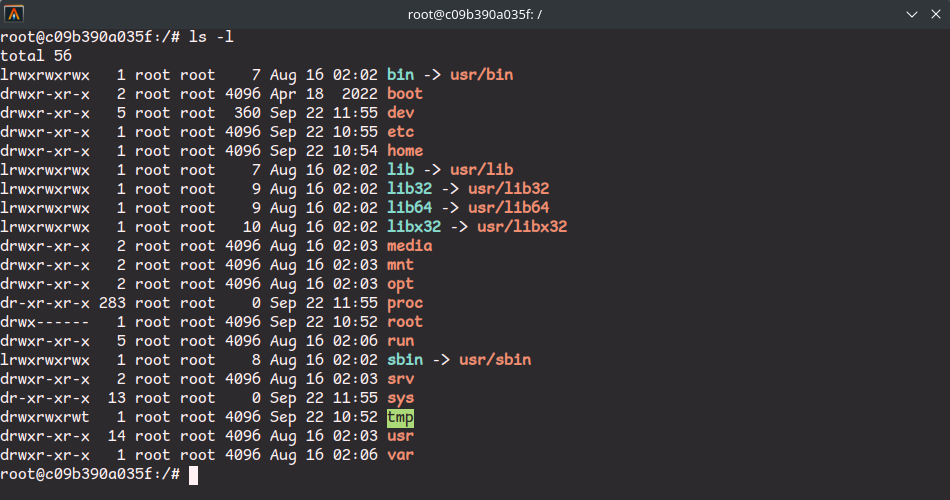 root@c09b390a035f: /
root@c09b390a035f:/# ls -l
total 56
lrwxrwxrwx   1 root root    7 Aug 16 02:02 bin -> usr/bin
drwxr-xr-x   2 root root 4096 Apr 18  2022 boot
drwxr-xr-x   5 root root  360 Sep 22 11:55 dev
drwxr-xr-x   1 root root 4096 Sep 22 10:55 etc
drwxr-xr-x   1 root root 4096 Sep 22 10:54 home
lrwxrwxrwx   1 root root    7 Aug 16 02:02 lib -> usr/lib
lrwxrwxrwx   1 root root    9 Aug 16 02:02 lib32 -> usr/lib32
lrwxrwxrwx   1 root root    9 Aug 16 02:02 lib64 -> usr/lib64
lrwxrwxrwx   1 root root   10 Aug 16 02:02 libx32 -> usr/libx32
drwxr-xr-x   2 root root 4096 Aug 16 02:03 media
drwxr-xr-x   2 root root 4096 Aug 16 02:03 mnt
drwxr-xr-x   2 root root 4096 Aug 16 02:03 opt
dr-xr-xr-x 283 root root    0 Sep 22 11:55 proc
drwx------   1 root root 4096 Sep 22 10:52 root
drwxr-xr-x   5 root root 4096 Aug 16 02:06 run
lrwxrwxrwx   1 root root    8 Aug 16 02:02 sbin -> usr/sbin
drwxr-xr-x   2 root root 4096 Aug 16 02:03 srv
dr-xr-xr-x  13 root root    0 Sep 22 11:55 sys
drwxrwxrwt   1 root root 4096 Sep 22 10:52 tmp
drwxr-xr-x  14 root root 4096 Aug 16 02:03 usr
drwxr-xr-x   1 root root 4096 Aug 16 02:06 var
root@c09b390a035f:/#